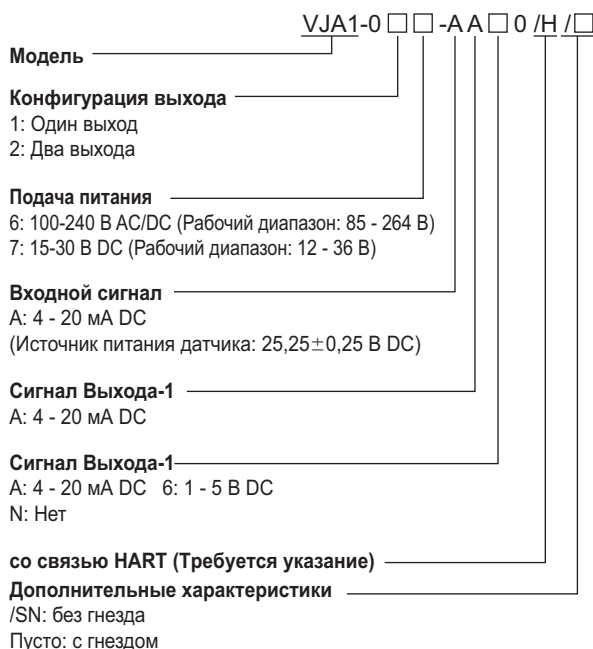 VJA1-0 □ □ -A A □ 0 /H /□
Модель
Конфигурация выхода
1: Один выход
2: Два выхода
Подача питания
6: 100-240 В AC/DC (Рабочий диапазон: 85 - 264 В)
7: 15-30 В DC (Рабочий диапазон: 12 - 36 В)
Входной сигнал
A: 4 - 20 мА DC
(Источник питания датчика: 25,25±0,25 В DC)
Сигнал Выхода-1
A: 4 - 20 мА DC
Сигнал Выхода-1
A: 4 - 20 мА DC 6: 1 - 5 В DC
N: Нет
со связью HART (Требуется указание)
Дополнительные характеристики
/SN: без гнезда
Пусто: с гнездом